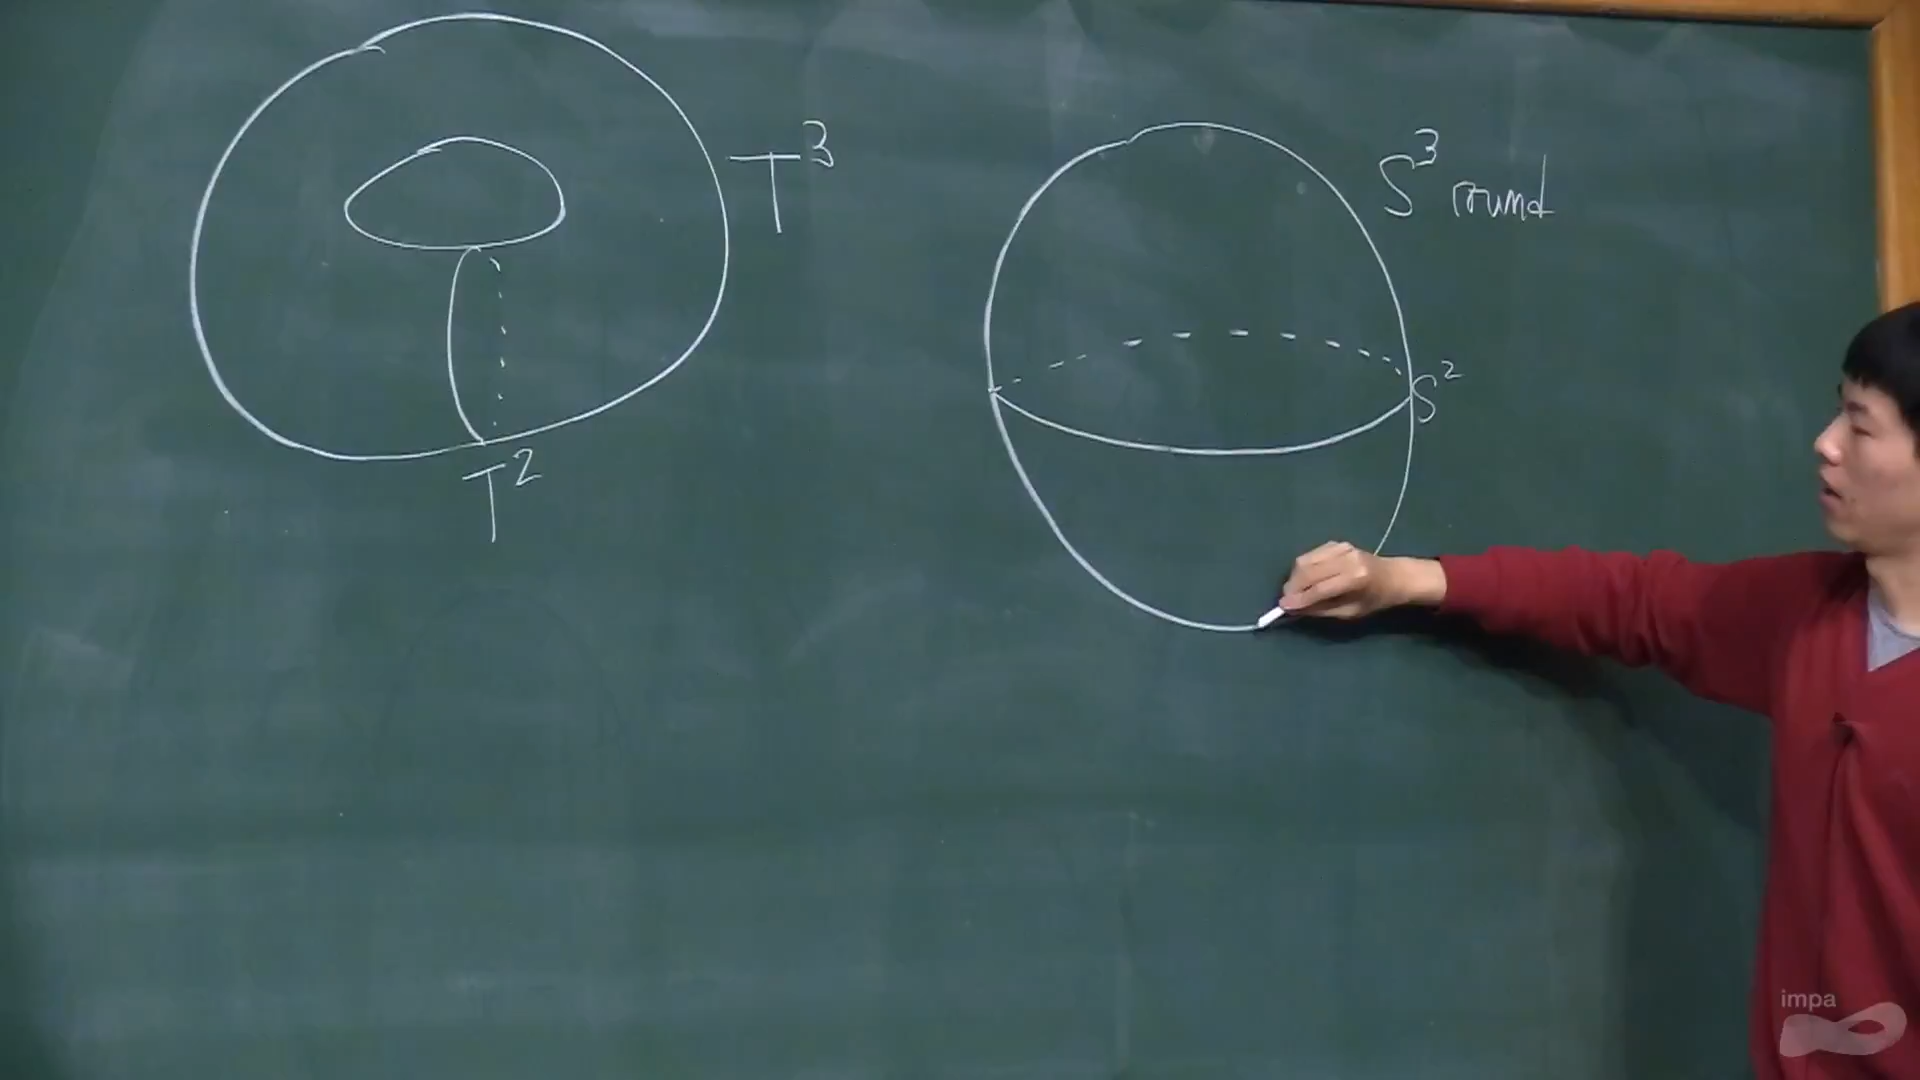 T³
T²
S³ round
S²
impa